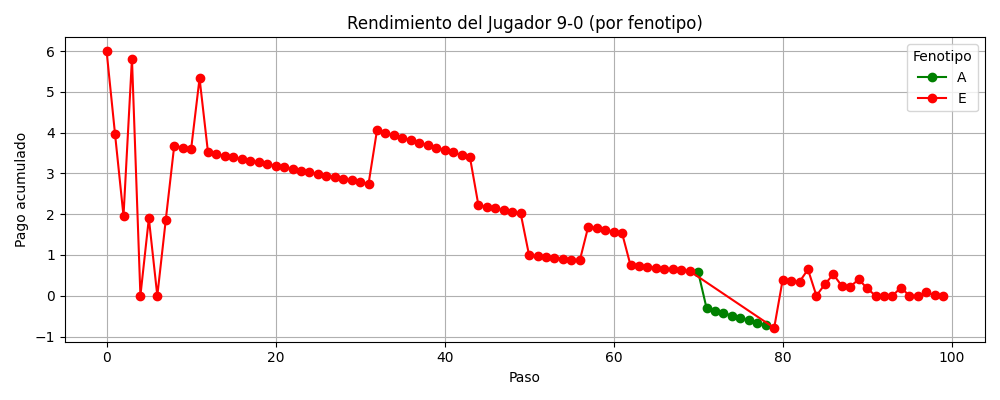 Rendimiento del Jugador 9-0 (por fenotipo)
Pago acumulado
6
5
4
3
2
1
0
−1
Fenotipo
A
E
0 20 40 60 80 100
Paso